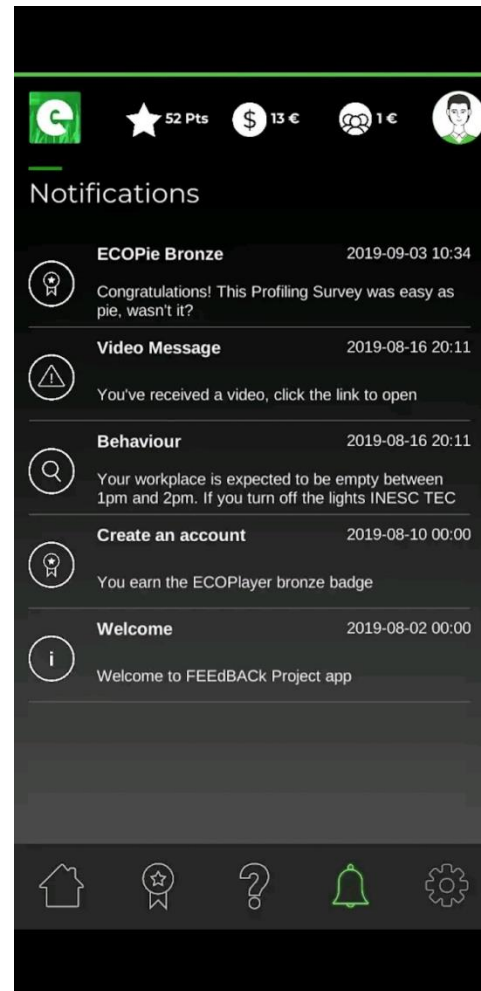 e
52 Pts
$
13 €
1 €
Notifications
ECOPie Bronze 2019-09-03 10:34
Congratulations! This Profiling Survey was easy as
pie, wasn't it?
Video Message 2019-08-16 20:11
You've received a video, click the link to open
Behaviour 2019-08-16 20:11
Your workplace is expected to be empty between
1pm and 2pm. If you turn off the lights INESC TEC
Create an account 2019-08-10 00:00
You earn the ECOPlayer bronze badge
Welcome 2019-08-02 00:00
i
Welcome to FEEdBACk Project app
?